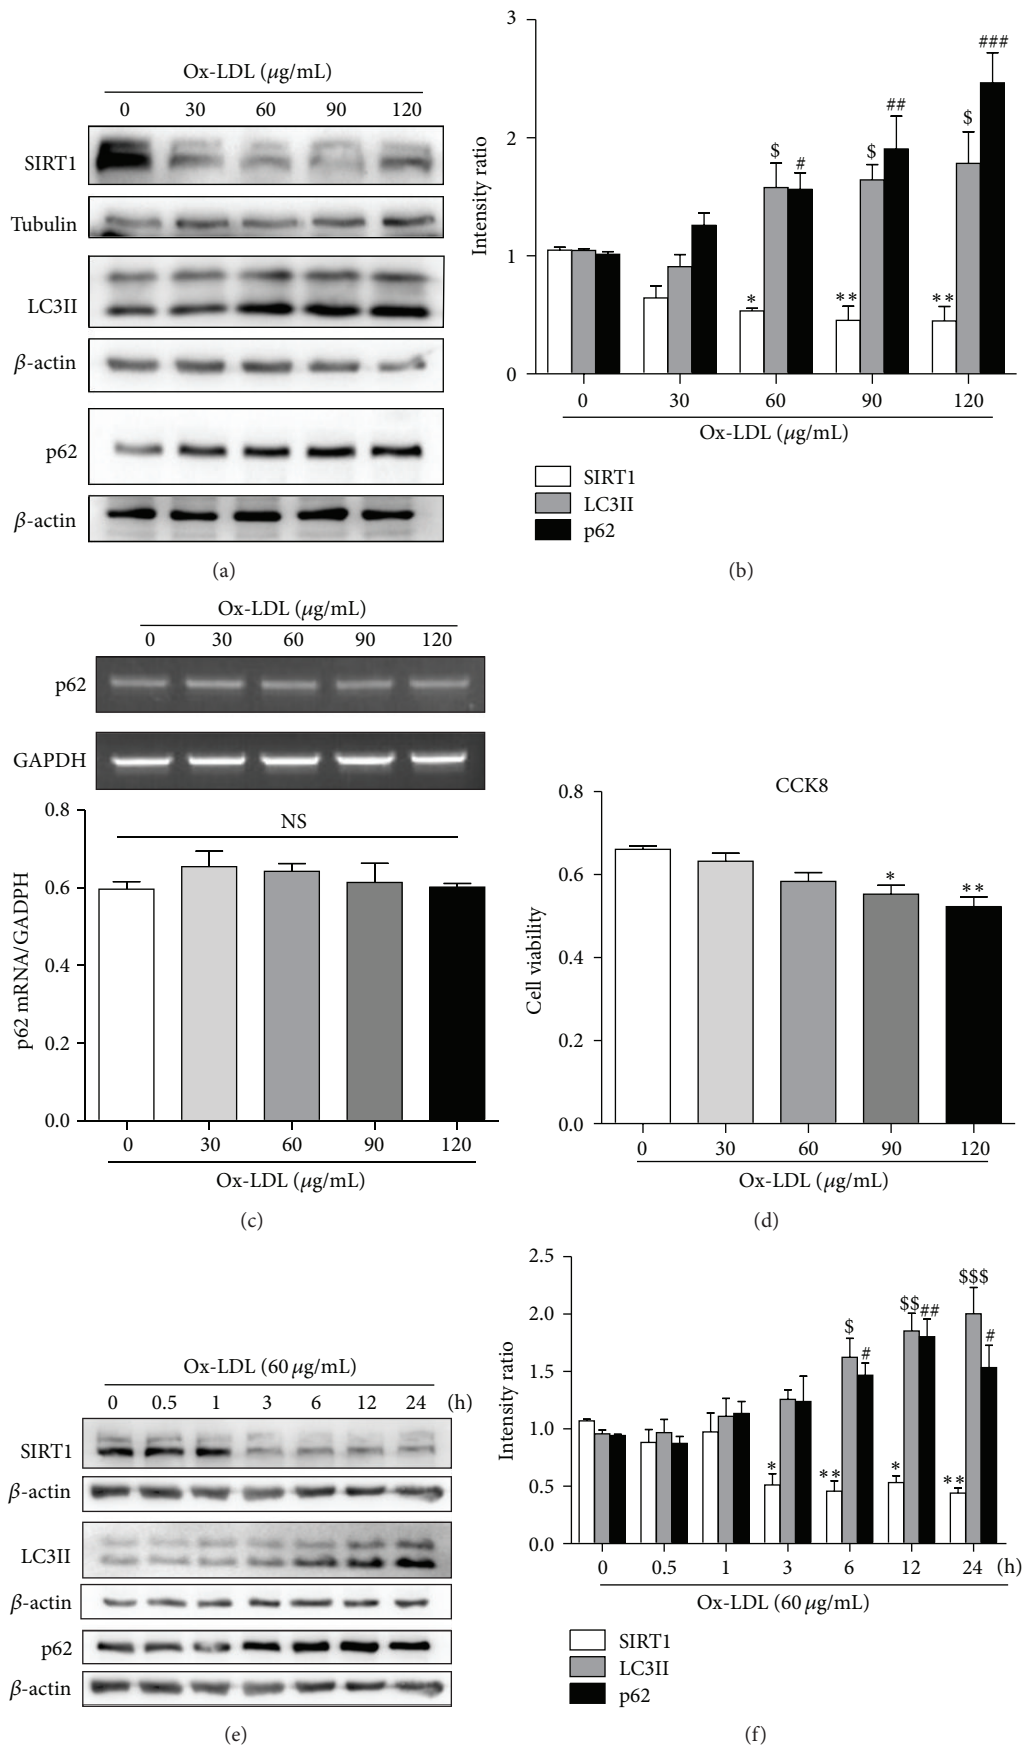 Ox-LDL (μg/mL)
0 30 60 90 120
SIRT1
Tubulin
LC3II
β-actin
p62
β-actin
(a)
3
2
1
0
Intensity ratio
* ** **
$ $ $
# ## ###
0 30 60 90 120
Ox-LDL (μg/mL)
SIRT1
LC3II
p62
(b)
Ox-LDL (μg/mL)
0 30 60 90 120
p62
GAPDH
0.8
0.6
0.4
0.2
0.0
p62 mRNA/GADPH
NS
0 30 60 90 120
Ox-LDL (μg/mL)
(c)
CCK8
0.8
0.6
0.4
0.2
0.0
Cell viability
* **
0 30 60 90 120
Ox-LDL (μg/mL)
(d)
Ox-LDL (60 μg/mL)
0 0.5 1 3 6 12 24 (h)
SIRT1
β-actin
LC3II
β-actin
p62
β-actin
(e)
2.5
2.0
1.5
1.0
0.5
0.0
Intensity ratio
* ** * **
$ $$ $$$
# ## #
0 0.5 1 3 6 12 24 (h)
Ox-LDL (60 μg/mL)
SIRT1
LC3II
p62
(f)